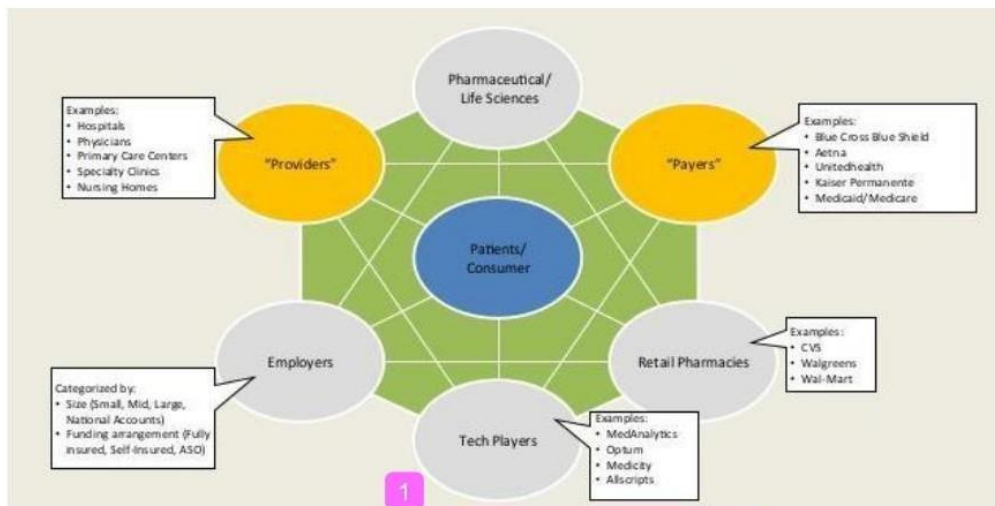 Pharmaceutical/
Life Sciences
Examples:
• Hospitals
• Physicians
• Primary Care Centers
• Specialty Clinics
• Nursing Homes
"Providers"
"Payers"
Examples:
• Blue Cross Blue Shield
• Aetna
• Unitedhealth
• Kaiser Permanente
• Medicaid/Medicare
Patients/
Consumer
Employers
Categorized by:
• Size (Small, Mid, Large,
National Accounts)
• Funding arrangement (Fully
insured, Self-Insured, ASO)
Retail Pharmacies
Examples:
• CVS
• Walgreens
• Wal-Mart
Tech Players
Examples:
• MedAnalytics
• Optum
• Medicity
• Allscripts
1